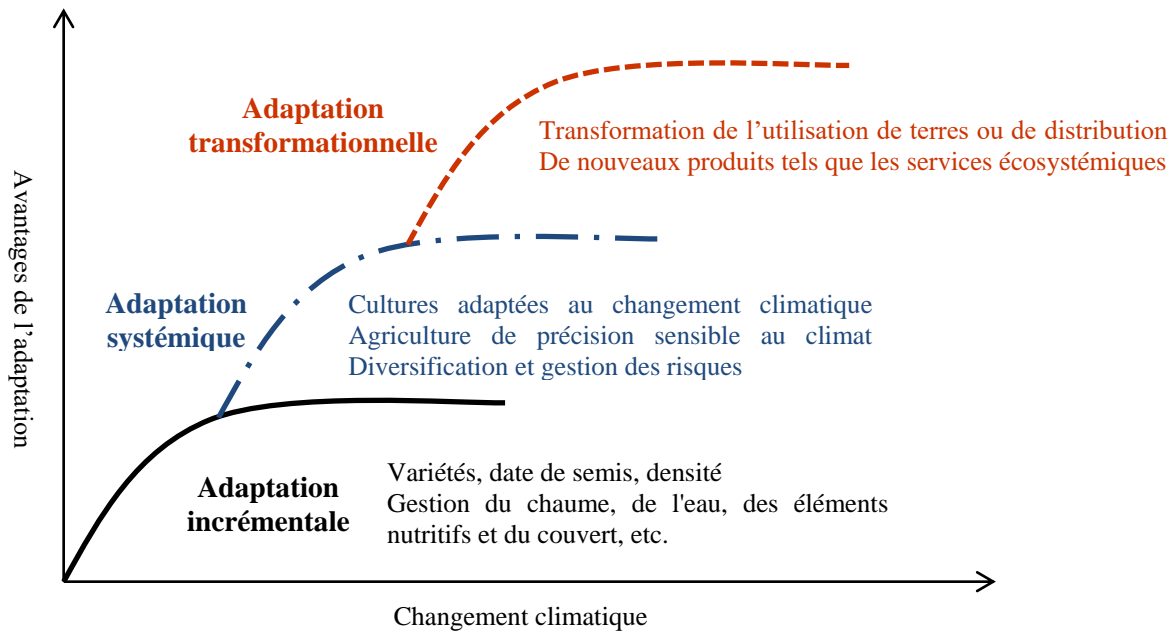 Adaptation
transformationnelle
Transformation de l’utilisation de terres ou de distribution
De nouveaux produits tels que les services écosystémiques
Avantages de l’adaptation
Adaptation
systémique
Cultures adaptées au changement climatique
Agriculture de précision sensible au climat
Diversification et gestion des risques
Adaptation
incrémentale
Variétés, date de semis, densité
Gestion du chaume, de l'eau, des éléments
nutritifs et du couvert, etc.
Changement climatique